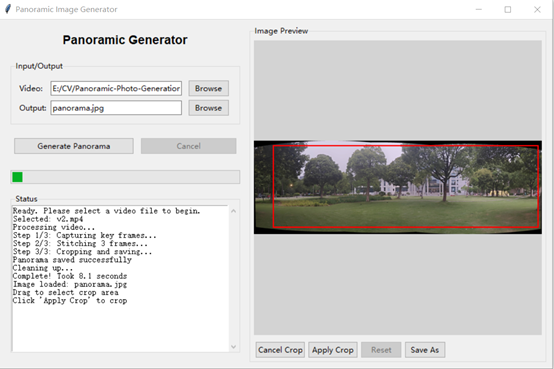 Panoramic Image Generator
Panoramic Generator
Input/Output
Video: E:/CV/Panoramic-Photo-Generation Browse
Output: panorama.jpg Browse
Generate Panorama Cancel
Status
Ready. Please select a video file to begin.
Selected: v2.mp4
Processing video...
Step 1/3: Capturing key frames...
Step 2/3: Stitching 3 frames...
Step 3/3: Cropping and saving...
Panorama saved successfully
Cleaning up...
Complete! Took 8.1 seconds
Image loaded: panorama.jpg
Drag to select crop area
Click 'Apply Crop' to crop
Image Preview
Cancel Crop Apply Crop Reset Save As